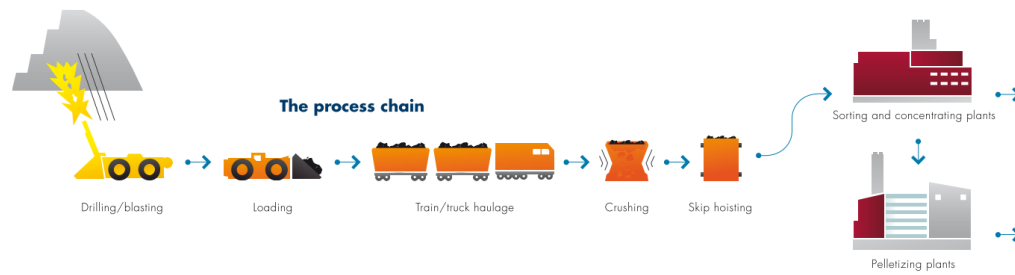 The process chain
Drilling/blasting
Loading
Train/truck haulage
Crushing
Skip hoisting
Sorting and concentrating plants
Pelletizing plants